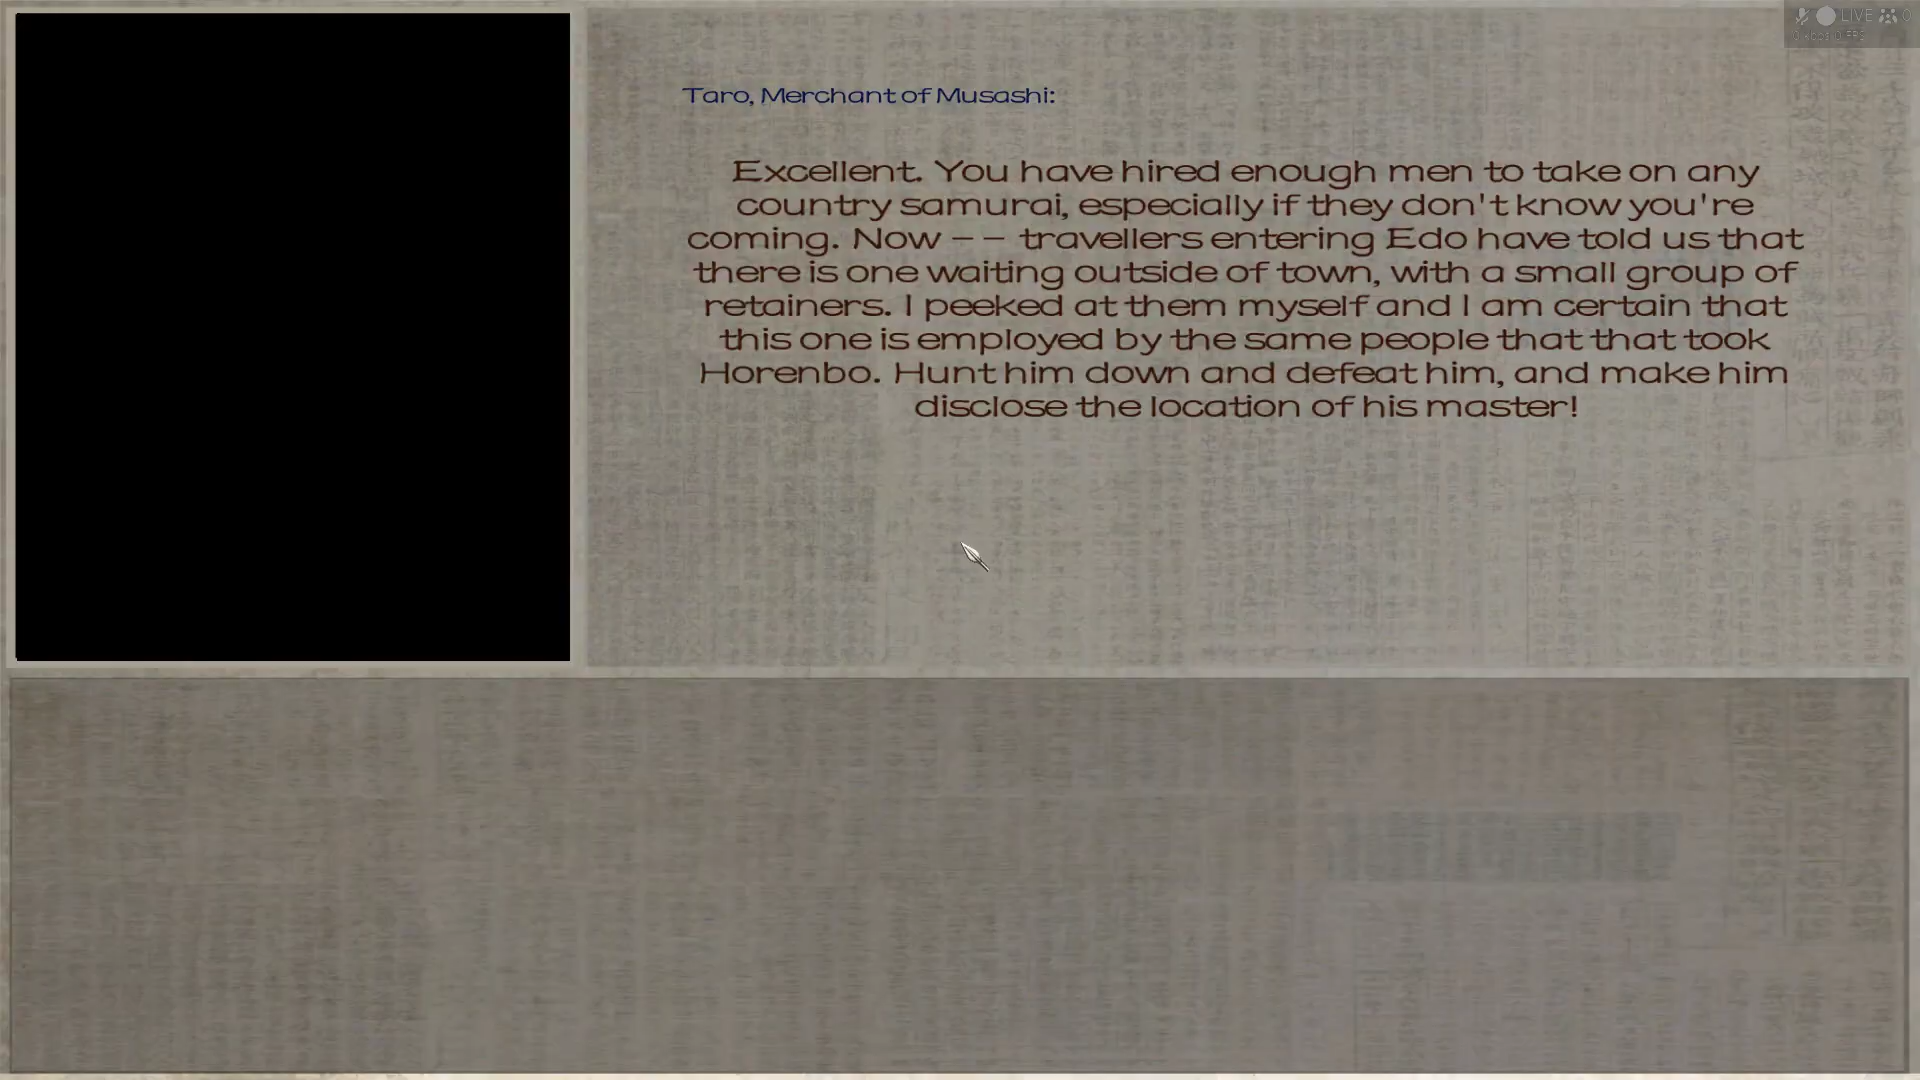 LIVE 0
Taro, Merchant of Musashi:
Excellent. You have hired enough men to take on any
country samurai, especially if they don't know you're
coming. Now -- travellers entering Edo have told us that
there is one waiting outside of town, with a small group of
retainers. I peeked at them myself and I am certain that
this one is employed by the same people that that took
Horenbo. Hunt him down and defeat him, and make him
disclose the location of his master!